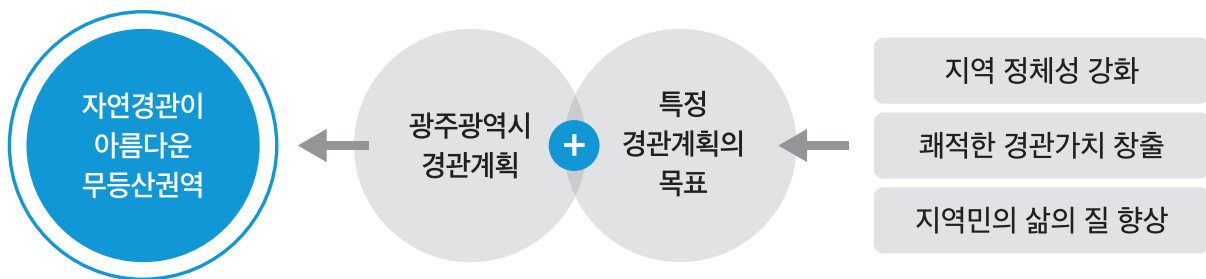 자연경관이
아름다운
무등산권역
광주광역시
경관계획
+
특정
경관계획의
목표
지역 정체성 강화
쾌적한 경관가치 창출
지역민의 삶의 질 향상